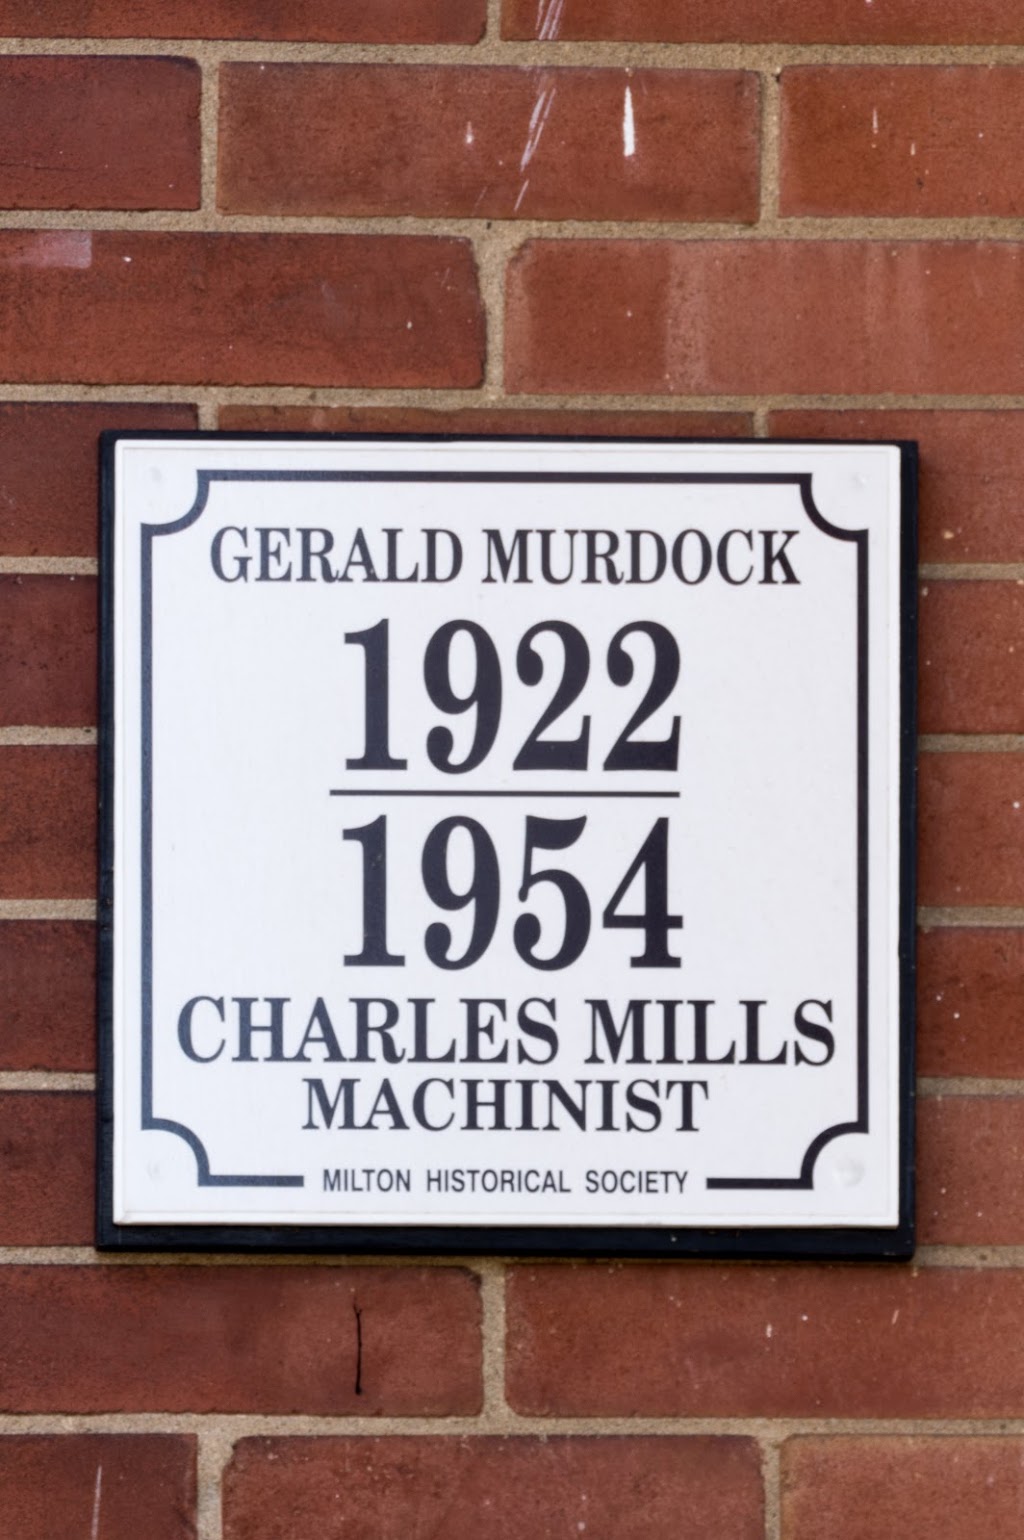 GERALD MURDOCK
1922
1954
CHARLES MILLS
MACHINIST
MILTON HISTORICAL SOCIETY